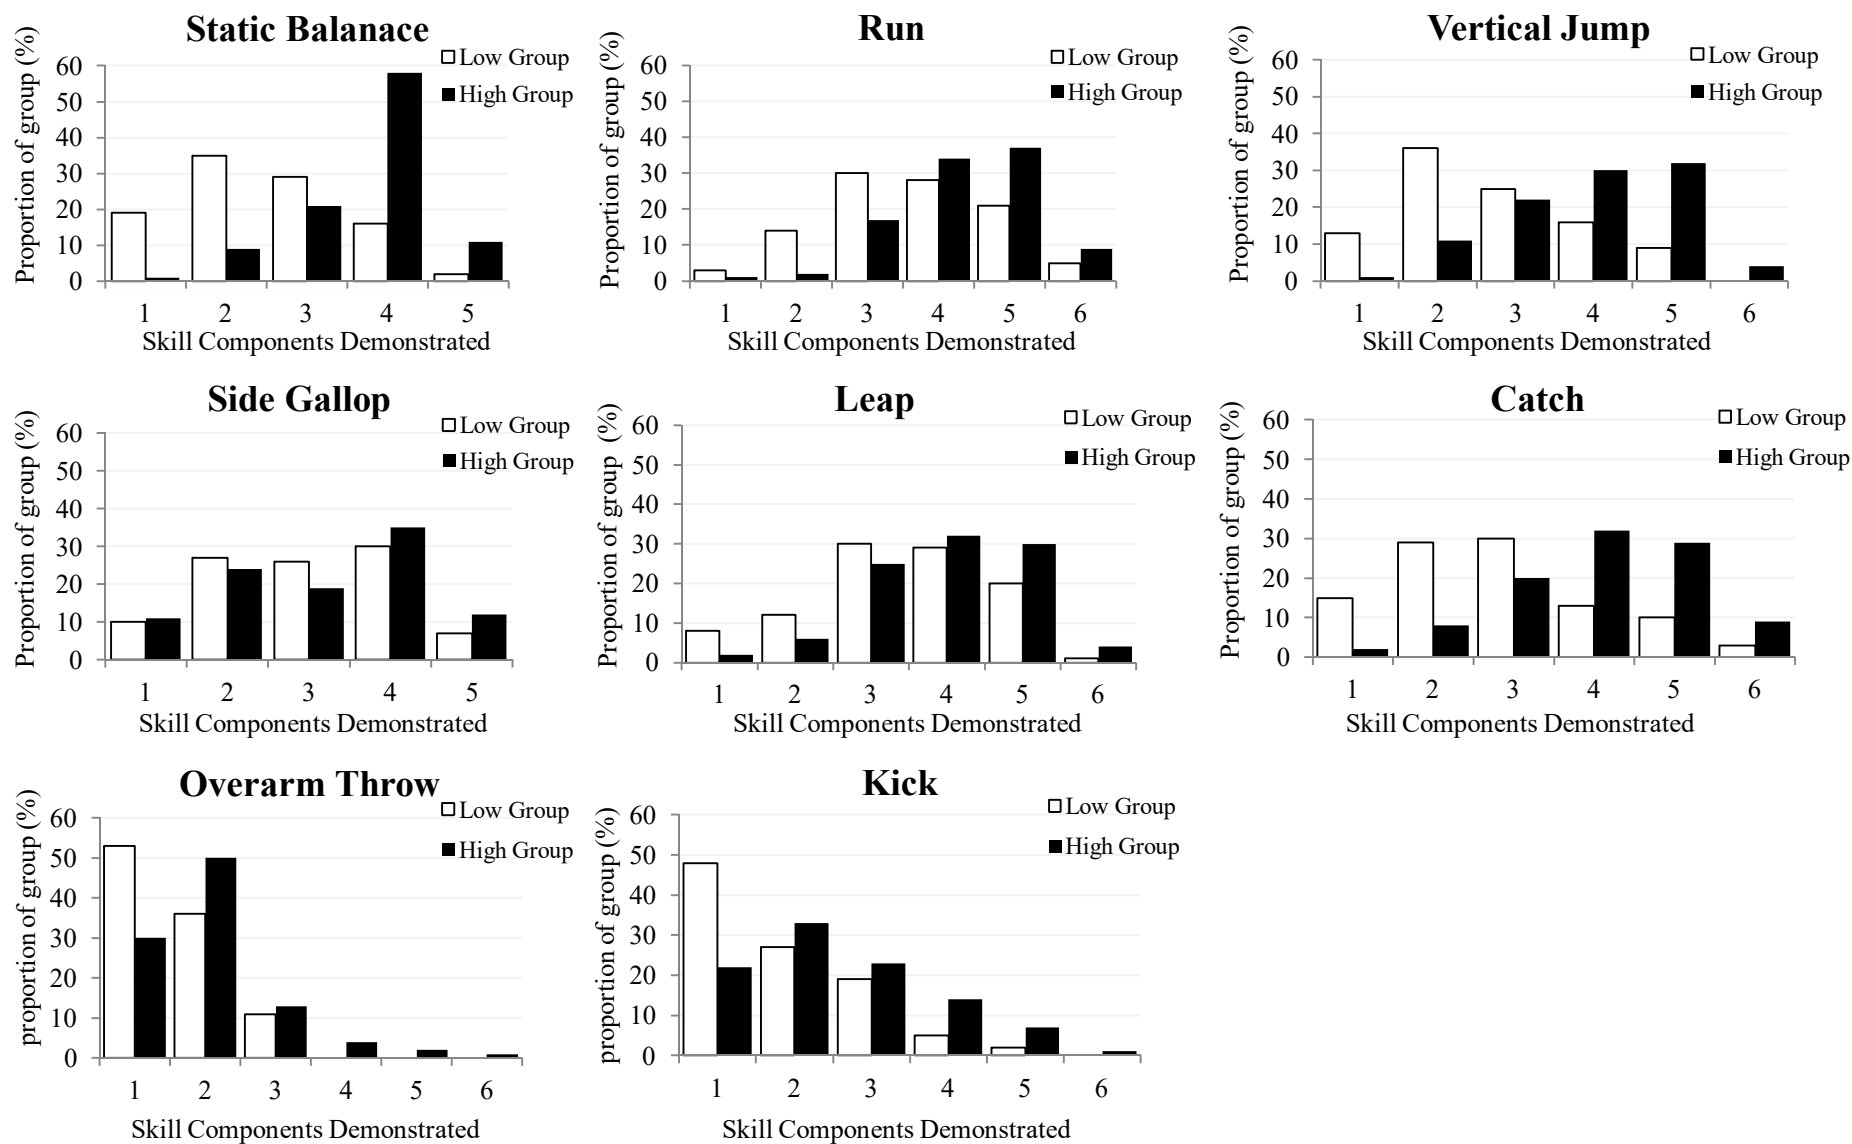 Static Balanace
Proportion of group (%)
Low Group
High Group
60
50
40
30
20
10
0
1 2 3 4 5
Skill Components Demonstrated
Run
Proportion of group (%)
Low Group
High Group
60
50
40
30
20
10
0
1 2 3 4 5 6
Skill Components Demonstrated
Vertical Jump
Proportion of group (%)
Low Group
High Group
60
50
40
30
20
10
0
1 2 3 4 5 6
Skill Components Demonstrated
Side Gallop
Proportion of group (%)
Low Group
High Group
60
50
40
30
20
10
0
1 2 3 4 5
Skill Components Demonstrated
Leap
Proportion of group (%)
Low Group
High Group
60
50
40
30
20
10
0
1 2 3 4 5 6
Skill Components Demonstrated
Catch
Proportion of group (%)
Low Group
High Group
60
50
40
30
20
10
0
1 2 3 4 5 6
Skill Components Demonstrated
Overarm Throw
proportion of group (%)
Low Group
High Group
60
50
40
30
20
10
0
1 2 3 4 5 6
Skill Components Demonstrated
Kick
proportion of group (%)
Low Group
High Group
60
50
40
30
20
10
0
1 2 3 4 5 6
Skill Components Demonstrated